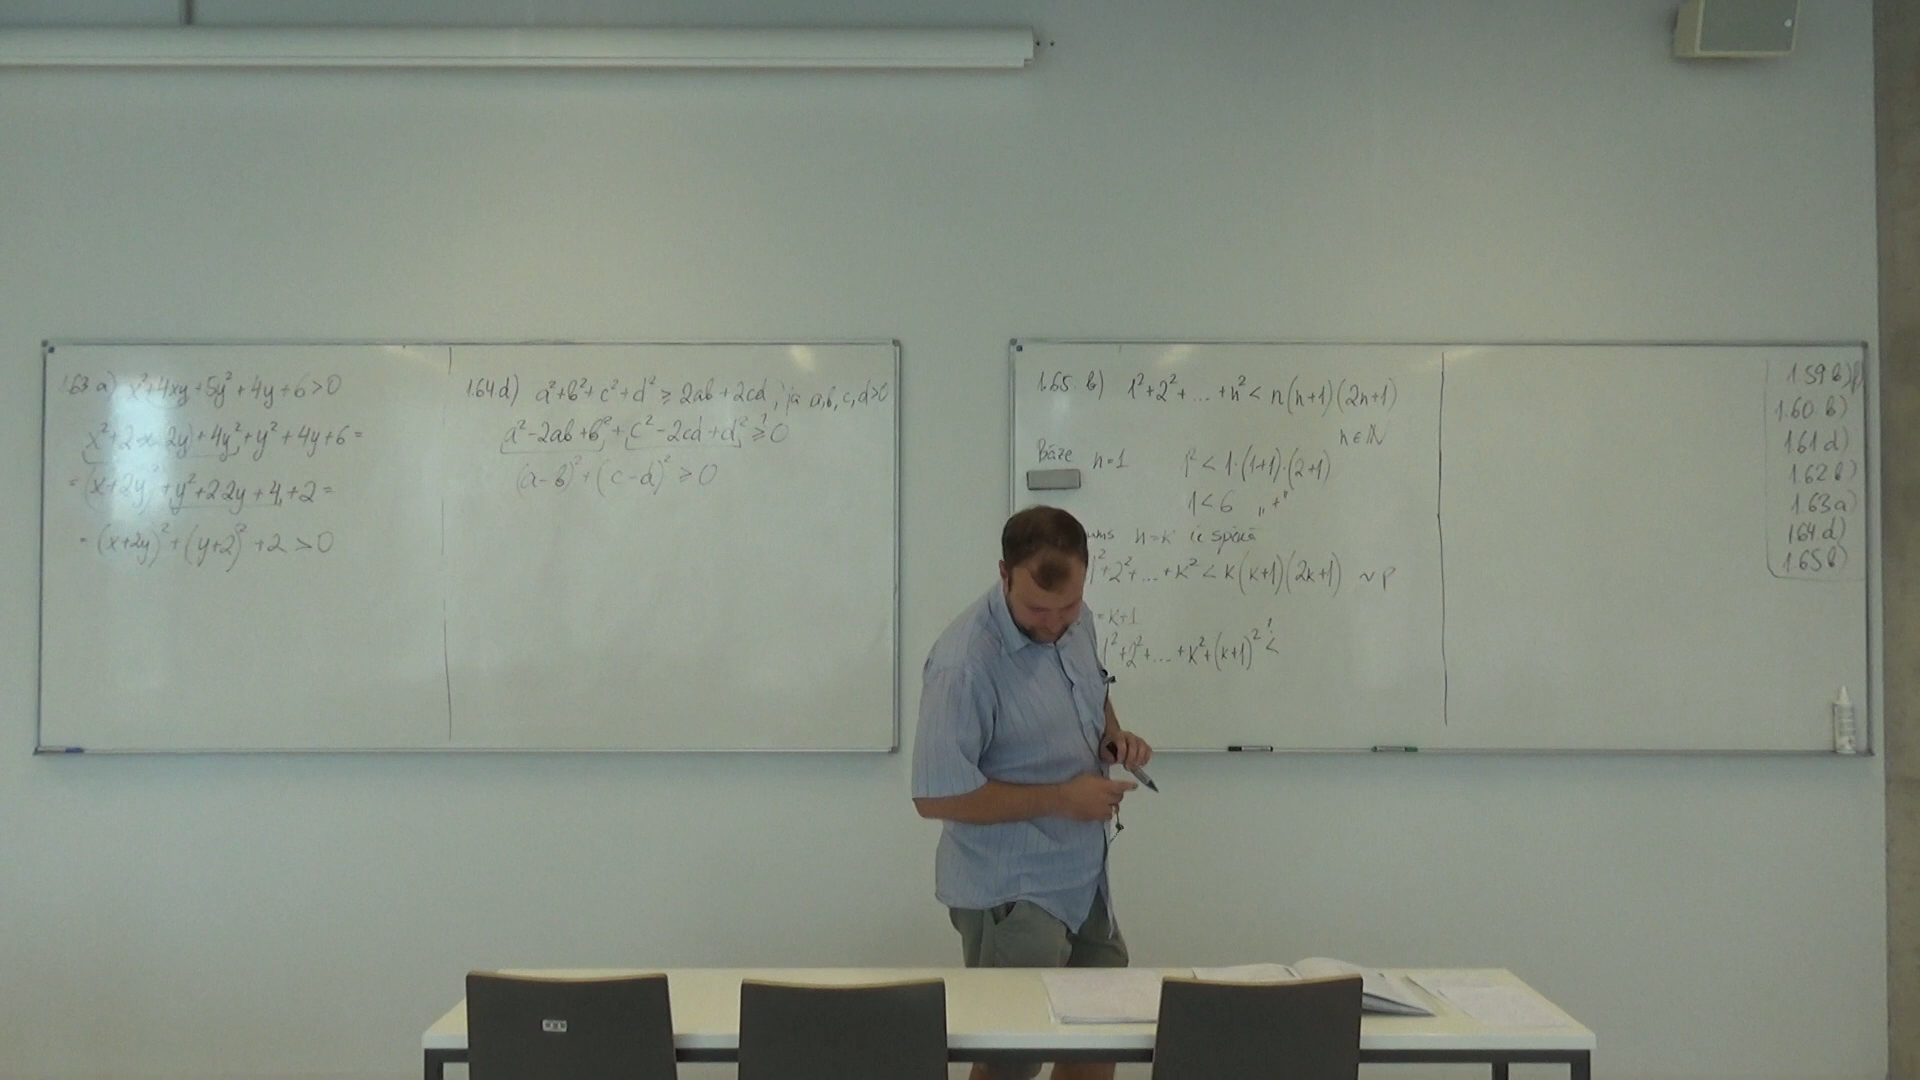 1.63 a) x²+4xy+5y²+4y+6>0
x²+2·x·2y+4y²+y²+4y+6=
=(x+2y)²+y²+2·2y+4+2=
=(x+2y)²+(y+2)²+2>0
1.64 d) a²+b²+c²+d²≥2ab+2cd, ja a,b,c,d>0
a²-2ab+b²+c²-2cd+d²≥0
(a-b)²+(c-d)²≥0
1.65. b) 1²+2²+...+n²<n(n+1)(2n+1)
n∈ℕ
Bāze n=1 1²<1·(1+1)·(2+1)
1<6 „+"
n=k ir spēkā
1²+2²+...+k²<k(k+1)(2k+1) ~p
=k+1
1²+2²+...+k²+(k+1)²<
1.59 b)
1.60. b)
1.61 d)
1.62 b)
1.63 a)
1.64 d)
1.65 b)